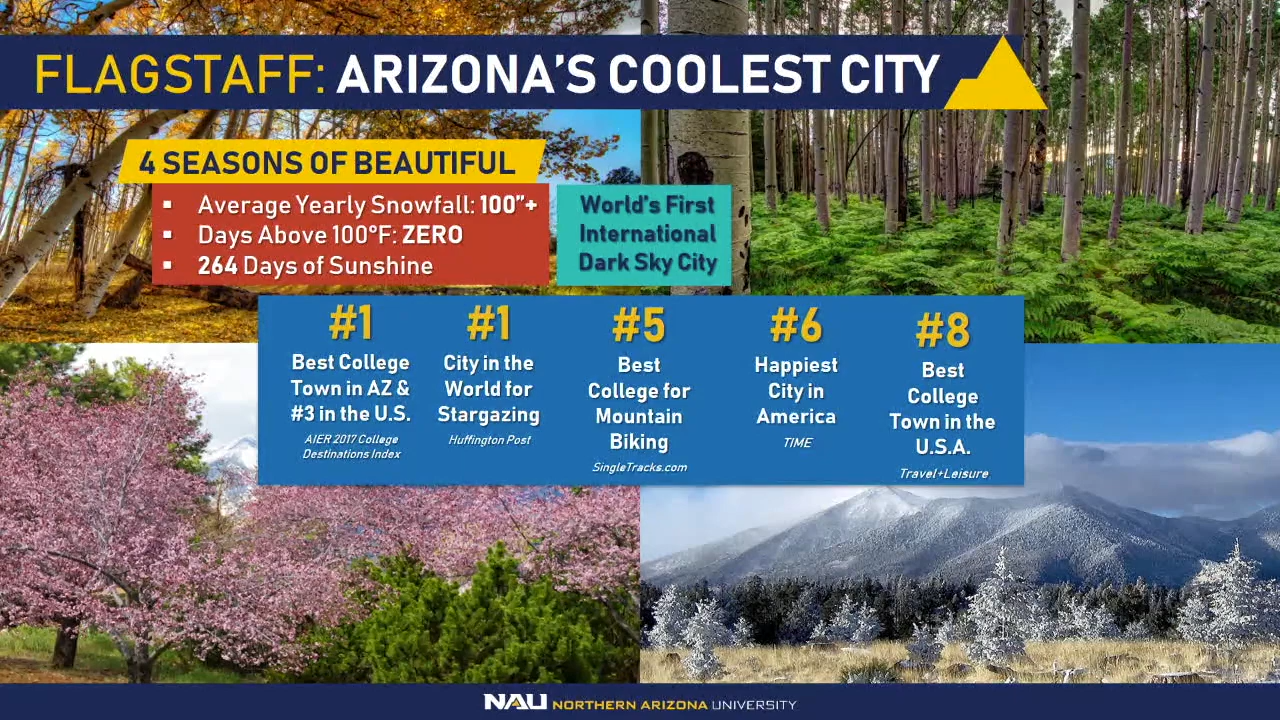 FLAGSTAFF: ARIZONA'S COOLEST CITY
4 SEASONS OF BEAUTIFUL
▪ Average Yearly Snowfall: 100"+
▪ Days Above 100°F: ZERO
▪ 264 Days of Sunshine
World's First
International
Dark Sky City
#1
Best College
Town in AZ &
#3 in the U.S.
AIER 2017 College
Destinations Index
#1
City in the
World for
Stargazing
Huffington Post
#5
Best
College for
Mountain
Biking
SingleTracks.com
#6
Happiest
City in
America
TIME
#8
Best
College
Town in the
U.S.A.
Travel+Leisure
NAU NORTHERN ARIZONA UNIVERSITY